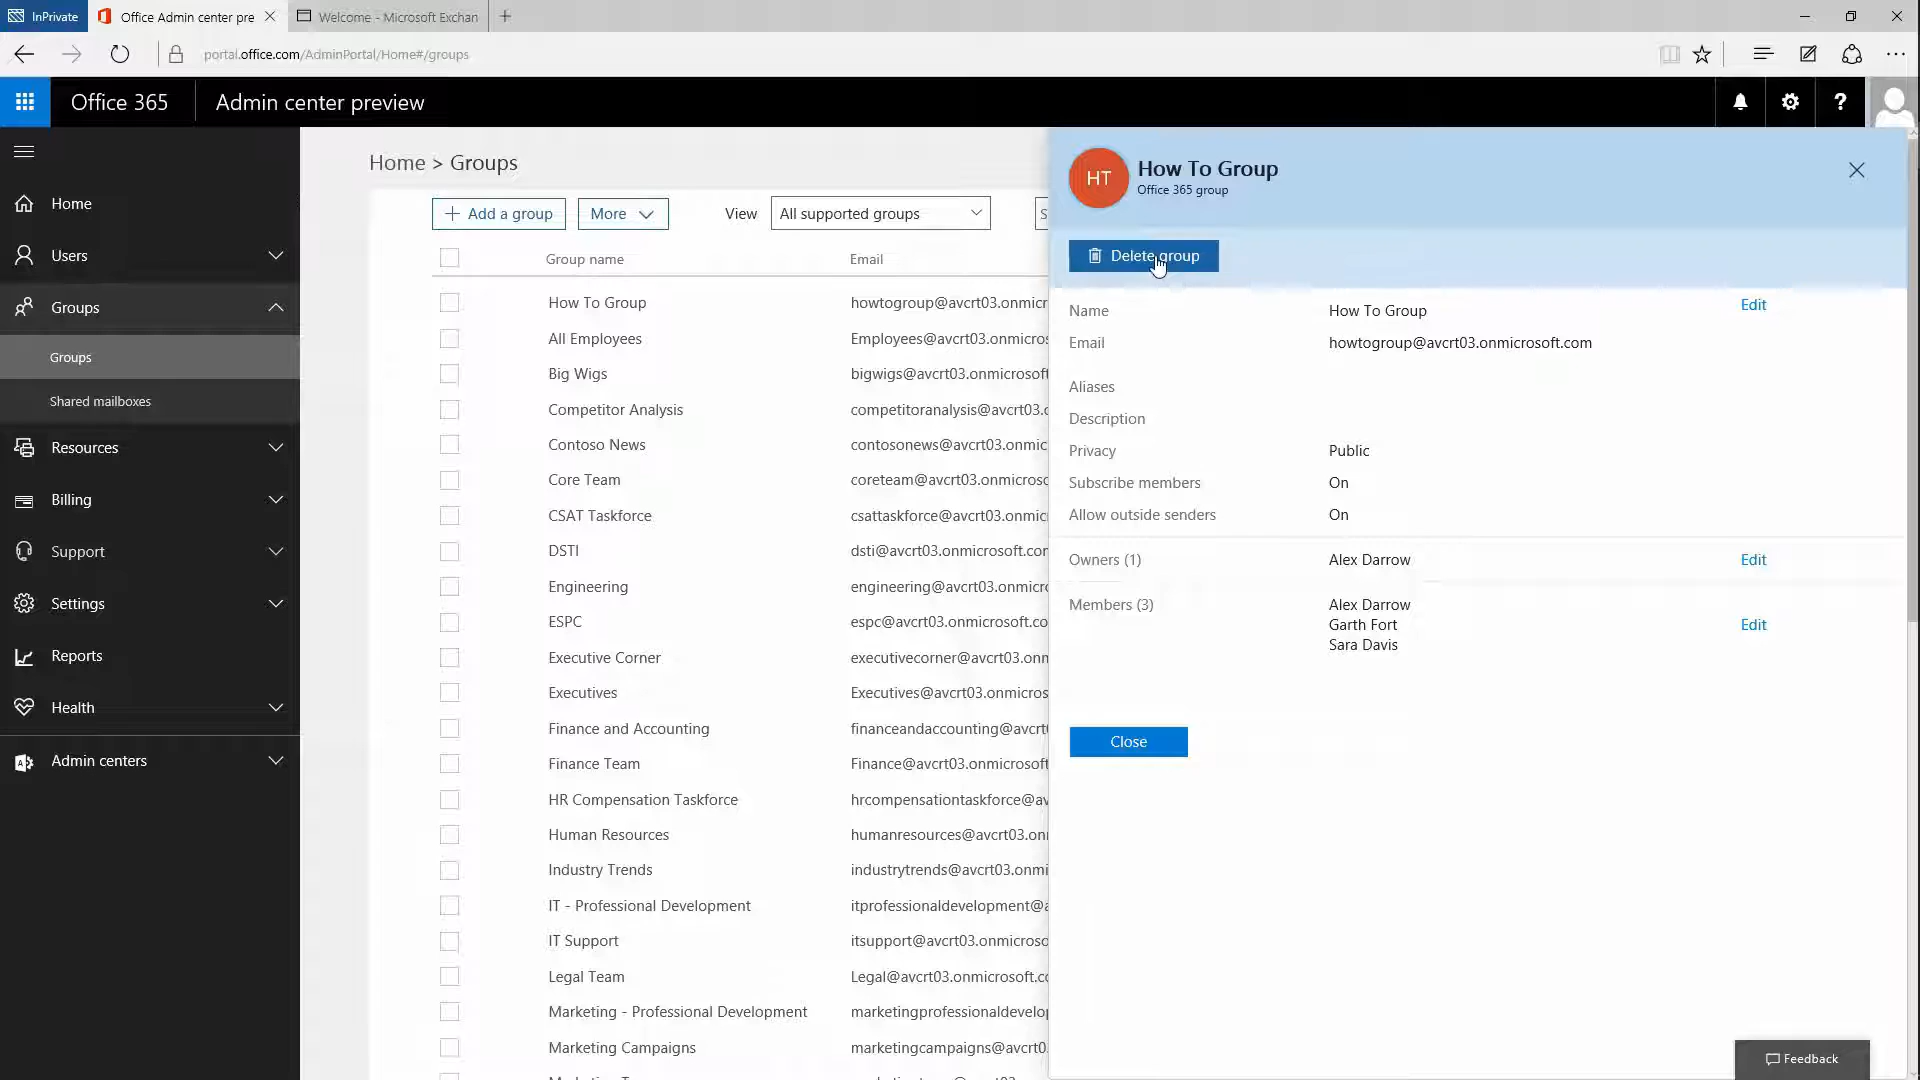 InPrivate
Office Admin center pre
Welcome - Microsoft Exchan
portal.office.com/AdminPortal/Home#/groups
Office 365
Admin center preview
?
Home
Users
Groups
Groups
Shared mailboxes
Resources
Billing
Support
Settings
Reports
Health
Admin centers
Home > Groups
+ Add a group
More
View
All supported groups
S
Group name Email
How To Group howtogroup@avcrt03.onmicr
All Employees Employees@avcrt03.onmicros
Big Wigs bigwigs@avcrt03.onmicrosoft
Competitor Analysis competitoranalysis@avcrt03.o
Contoso News contosonews@avcrt03.onmic
Core Team coreteam@avcrt03.onmicroso
CSAT Taskforce csattaskforce@avcrt03.onmic
DSTI dsti@avcrt03.onmicrosoft.com
Engineering engineering@avcrt03.onmicro
ESPC espc@avcrt03.onmicrosoft.co
Executive Corner executivecorner@avcrt03.onm
Executives Executives@avcrt03.onmicros
Finance and Accounting financeandaccounting@avcrt
Finance Team Finance@avcrt03.onmicrosoft
HR Compensation Taskforce hrcompensationtaskforce@av
Human Resources humanresources@avcrt03.on
Industry Trends industrytrends@avcrt03.onmi
IT - Professional Development itprofessionaldevelopment@a
IT Support itsupport@avcrt03.onmicroso
Legal Team Legal@avcrt03.onmicrosoft.co
Marketing - Professional Development marketingprofessionaldevelop
Marketing Campaigns marketingcampaigns@avcrt0
HT
How To Group
Office 365 group
Delete group
Name How To Group Edit
Email howtogroup@avcrt03.onmicrosoft.com
Aliases
Description
Privacy Public
Subscribe members On
Allow outside senders On
Owners (1) Alex Darrow Edit
Members (3) Alex Darrow
Garth Fort Edit
Sara Davis
Close
Feedback